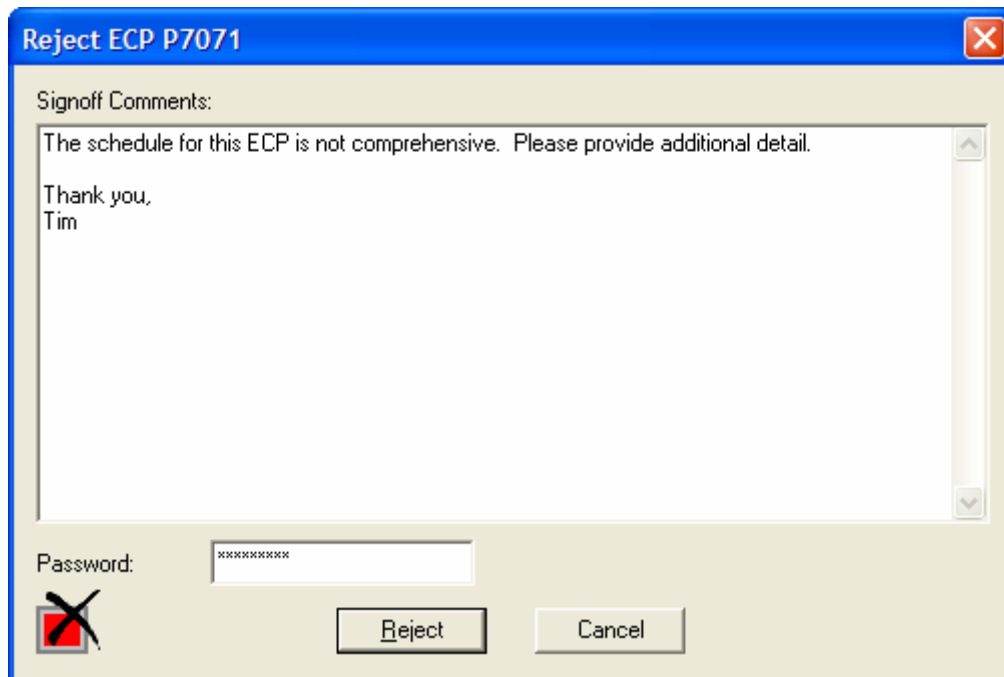 Reject ECP P7071
Signoff Comments:
The schedule for this ECP is not comprehensive.  Please provide additional detail.
Thank you,
Tim
Password:
*********
Reject
Cancel